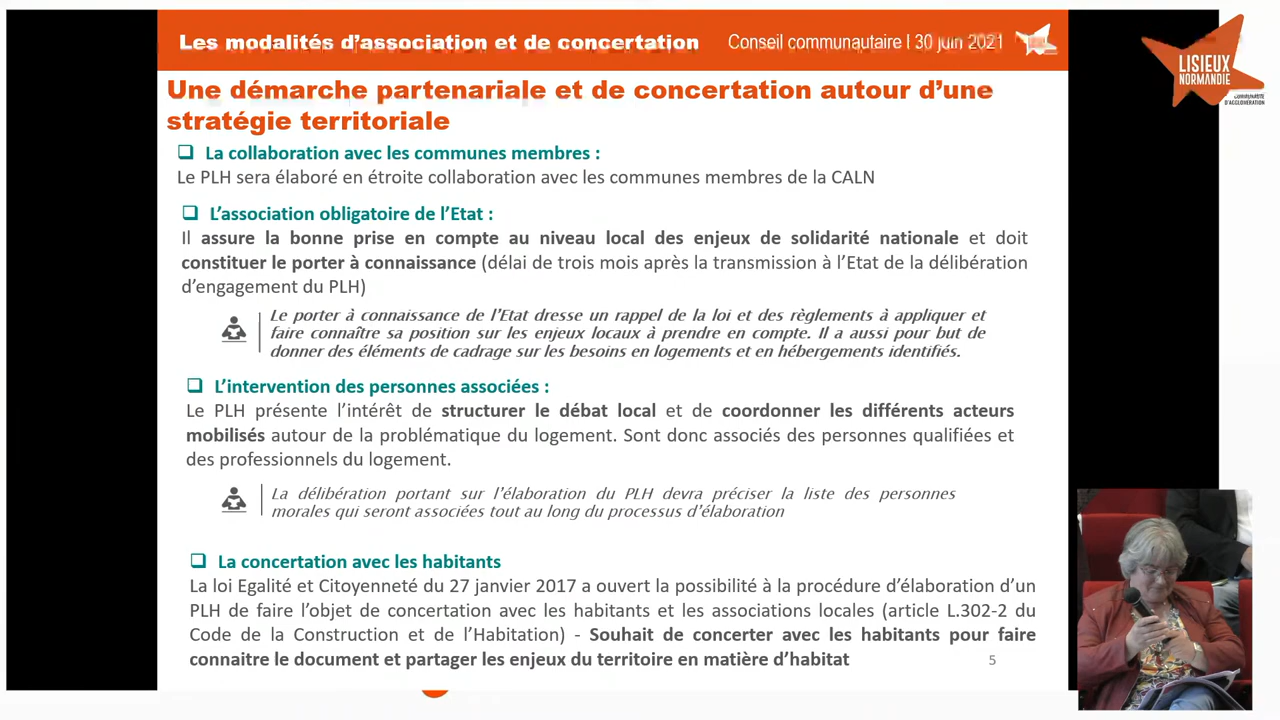 Les modalités d'association et de concertation
Conseil communautaire I 30 juin 2021
LISIEUX
NORMANDIE
COMMUNAUTÉ
D'AGGLOMÉRATION
Une démarche partenariale et de concertation autour d'une
stratégie territoriale
La collaboration avec les communes membres :
Le PLH sera élaboré en étroite collaboration avec les communes membres de la CALN
L'association obligatoire de l'Etat :
Il assure la bonne prise en compte au niveau local des enjeux de solidarité nationale et doit
constituer le porter à connaissance (délai de trois mois après la transmission à l'Etat de la délibération
d'engagement du PLH)
Le porter à connaissance de l'Etat dresse un rappel de la loi et des règlements à appliquer et
faire connaître sa position sur les enjeux locaux à prendre en compte. Il a aussi pour but de
donner des éléments de cadrage sur les besoins en logements et en hébergements identifiés.
L'intervention des personnes associées :
Le PLH présente l'intérêt de structurer le débat local et de coordonner les différents acteurs
mobilisés autour de la problématique du logement. Sont donc associés des personnes qualifiées et
des professionnels du logement.
La délibération portant sur l'élaboration du PLH devra préciser la liste des personnes
morales qui seront associées tout au long du processus d'élaboration
La concertation avec les habitants
La loi Egalité et Citoyenneté du 27 janvier 2017 a ouvert la possibilité à la procédure d'élaboration d'un
PLH de faire l'objet de concertation avec les habitants et les associations locales (article L.302-2 du
Code de la Construction et de l'Habitation) - Souhait de concerter avec les habitants pour faire
connaitre le document et partager les enjeux du territoire en matière d'habitat
5